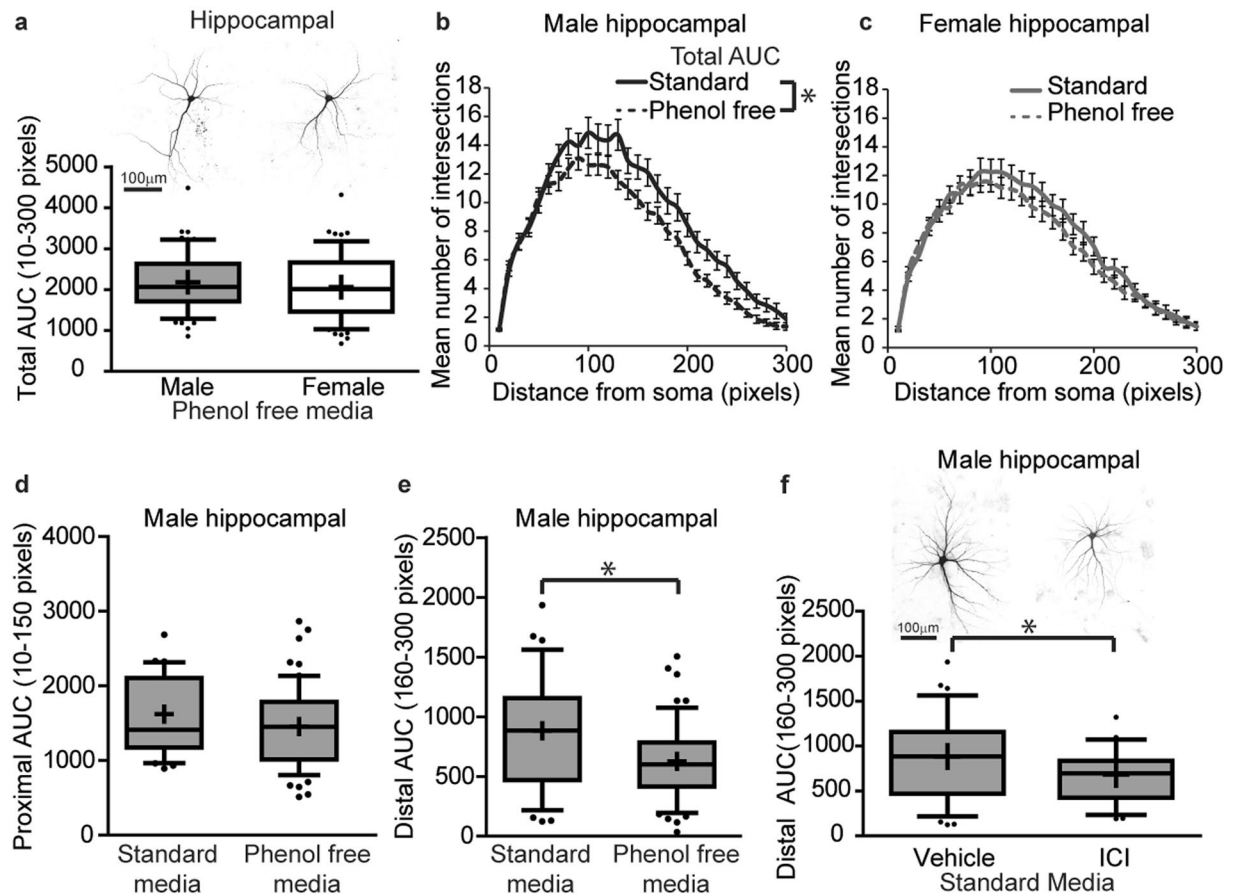 a
Hippocampal
100μm
Total AUC (10-300 pixels)
5000
4000
3000
2000
1000
0
Male
Female
Phenol free media
b
Male hippocampal
Total AUC
Standard
Phenol free
*
Mean number of intersections
18
16
14
12
10
8
6
4
2
0
100
200
300
Distance from soma (pixels)
c
Female hippocampal
Standard
Phenol free
Mean number of intersections
18
16
14
12
10
8
6
4
2
0
100
200
300
Distance from soma (pixels)
d
Male hippocampal
Proximal AUC (10-150 pixels)
4000
3000
2000
1000
0
Standard
media
Phenol free
media
e
Male hippocampal
*
Distal AUC (160-300 pixels)
2500
2000
1500
1000
500
0
Standard
media
Phenol free
media
f
Male hippocampal
100μm
*
Distal AUC(160-300 pixels)
2500
2000
1500
1000
500
0
Vehicle
ICI
Standard Media